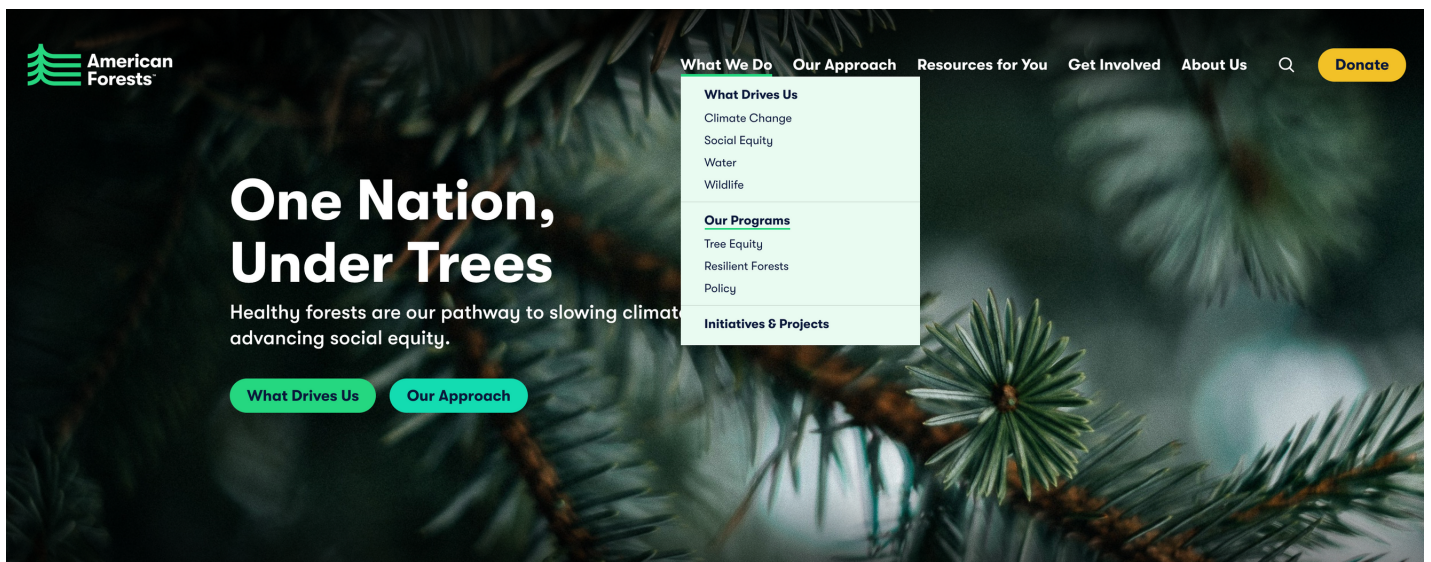 American
Forests™
What We Do
Our Approach
Resources for You
Get Involved
About Us
Donate
What Drives Us
Climate Change
Social Equity
Water
Wildlife
Our Programs
Tree Equity
Resilient Forests
Policy
Initiatives & Projects
One Nation,
Under Trees
Healthy forests are our pathway to slowing climat
advancing social equity.
What Drives Us
Our Approach